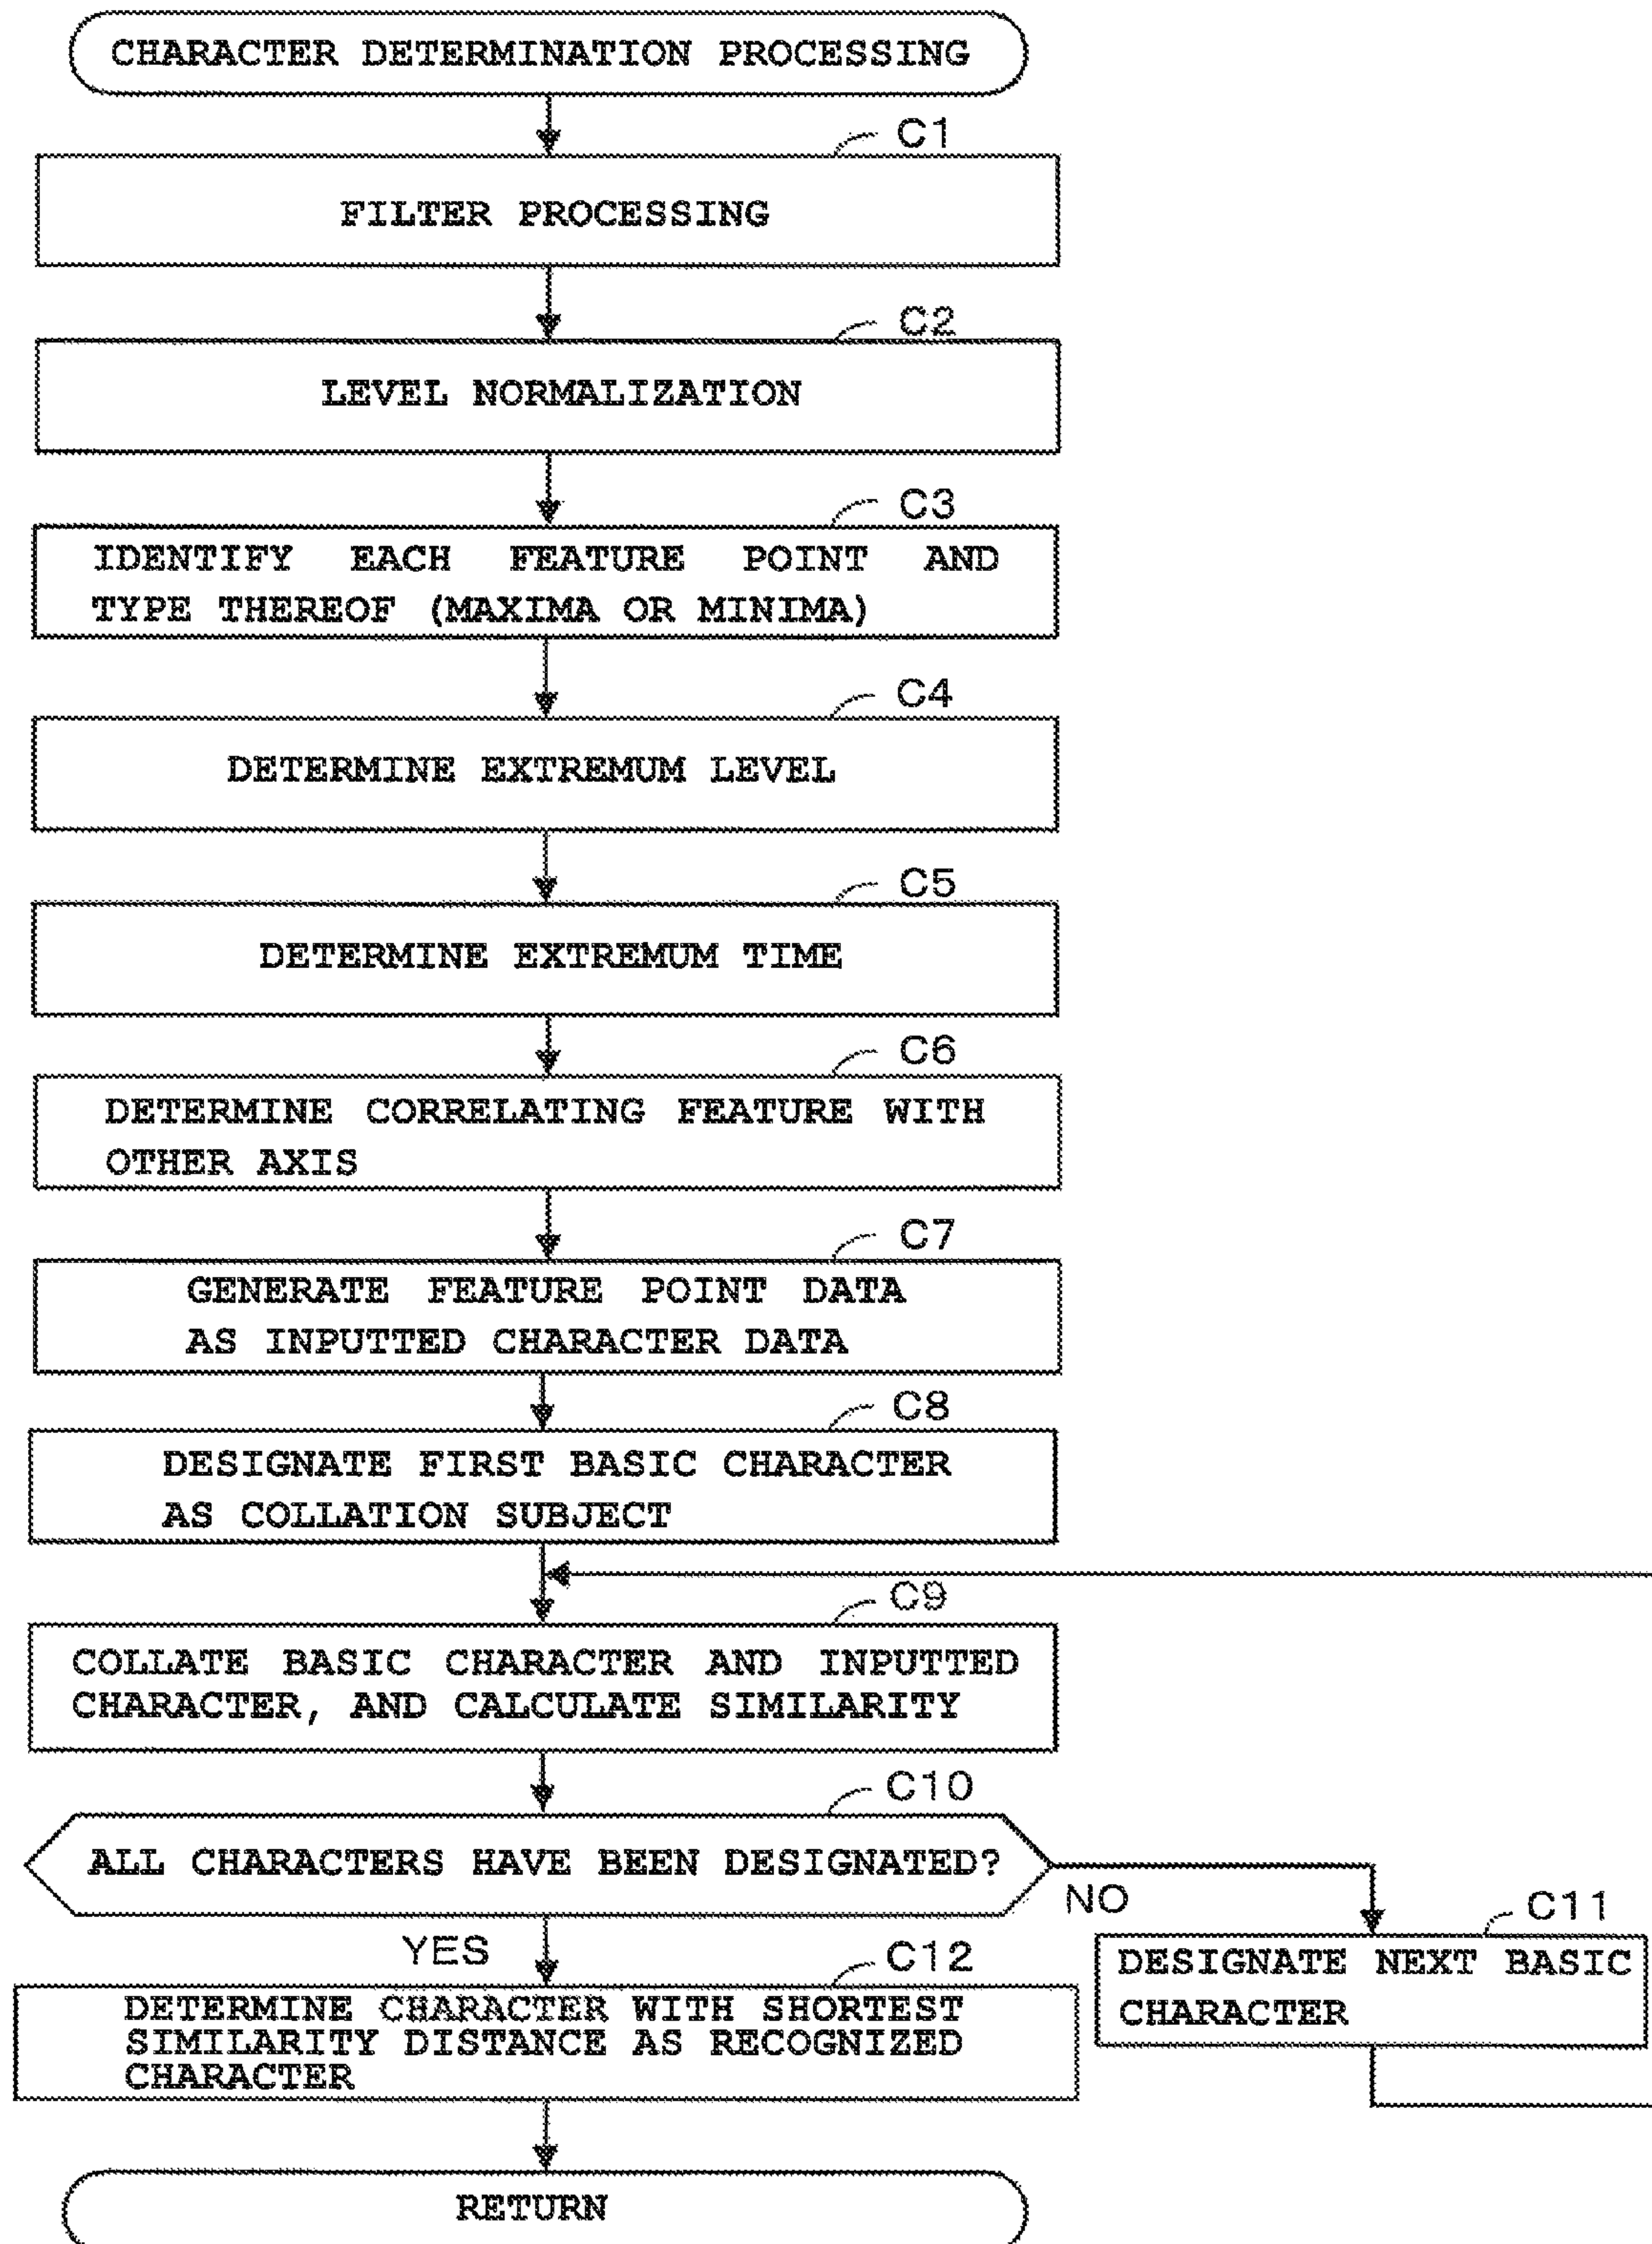 CHARACTER DETERMINATION PROCESSING
C1
FILTER PROCESSING
C2
LEVEL NORMALIZATION
C3
IDENTIFY EACH FEATURE POINT AND
TYPE THEREOF (MAXIMA OR MINIMA)
C4
DETERMINE EXTREMUM LEVEL
C5
DETERMINE EXTREMUM TIME
C6
DETERMINE CORRELATING FEATURE WITH
OTHER AXIS
C7
GENERATE FEATURE POINT DATA
AS INPUTTED CHARACTER DATA
C8
DESIGNATE FIRST BASIC CHARACTER
AS COLLATION SUBJECT
C9
COLLATE BASIC CHARACTER AND INPUTTED
CHARACTER, AND CALCULATE SIMILARITY
C10
ALL CHARACTERS HAVE BEEN DESIGNATED?
NO
C11
DESIGNATE NEXT BASIC
CHARACTER
YES
C12
DETERMINE CHARACTER WITH SHORTEST
SIMILARITY DISTANCE AS RECOGNIZED
CHARACTER
RETURN